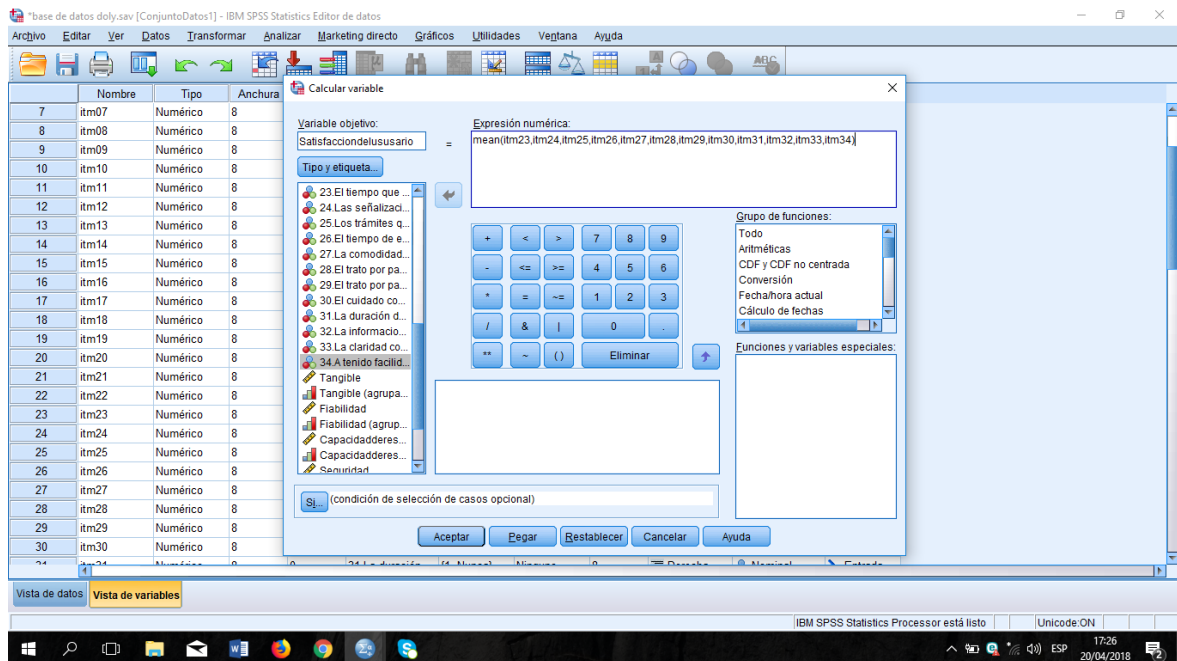 *base de datos doly.sav [ConjuntoDatos1] - IBM SPSS Statistics Editor de datos
Archivo Editar Ver Datos Transformar Analizar Marketing directo Gráficos Utilidades Ventana Ayuda
Nombre Tipo Anchura
7 itm07 Numérico 8
8 itm08 Numérico 8
9 itm09 Numérico 8
10 itm10 Numérico 8
11 itm11 Numérico 8
12 itm12 Numérico 8
13 itm13 Numérico 8
14 itm14 Numérico 8
15 itm15 Numérico 8
16 itm16 Numérico 8
17 itm17 Numérico 8
18 itm18 Numérico 8
19 itm19 Numérico 8
20 itm20 Numérico 8
21 itm21 Numérico 8
22 itm22 Numérico 8
23 itm23 Numérico 8
24 itm24 Numérico 8
25 itm25 Numérico 8
26 itm26 Numérico 8
27 itm27 Numérico 8
28 itm28 Numérico 8
29 itm29 Numérico 8
30 itm30 Numérico 8
Calcular variable
Variable objetivo:
Satisfacciondelususario
=
Expresión numérica:
mean(itm23,itm24,itm25,itm26,itm27,itm28,itm29,itm30,itm31,itm32,itm33,itm34)
Tipo y etiqueta...
23.El tiempo que ...
24.Las señalizaci...
25.Los trámites q...
26.El tiempo de e...
27.La comodidad...
28.El trato por pa...
29.El trato por pa...
30.El cuidado co...
31.La duración d...
32.La informacio...
33.La claridad co...
34.A tenido facilid...
Tangible
Tangible (agrupa...
Fiabilidad
Fiabilidad (agrup...
Capacidadderes...
Capacidadderes...
Seguridad
+ < > 7 8 9
- <= >= 4 5 6
* = ~= 1 2 3
/ & | 0 .
** ~ () Eliminar
Grupo de funciones:
Todo
Aritméticas
CDF y CDF no centrada
Conversión
Fecha/hora actual
Cálculo de fechas
Funciones y variables especiales:
Si... (condición de selección de casos opcional)
Aceptar Pegar Restablecer Cancelar Ayuda
Vista de datos Vista de variables
IBM SPSS Statistics Processor está listo Unicode:ON
ESP
17:26
20/04/2018